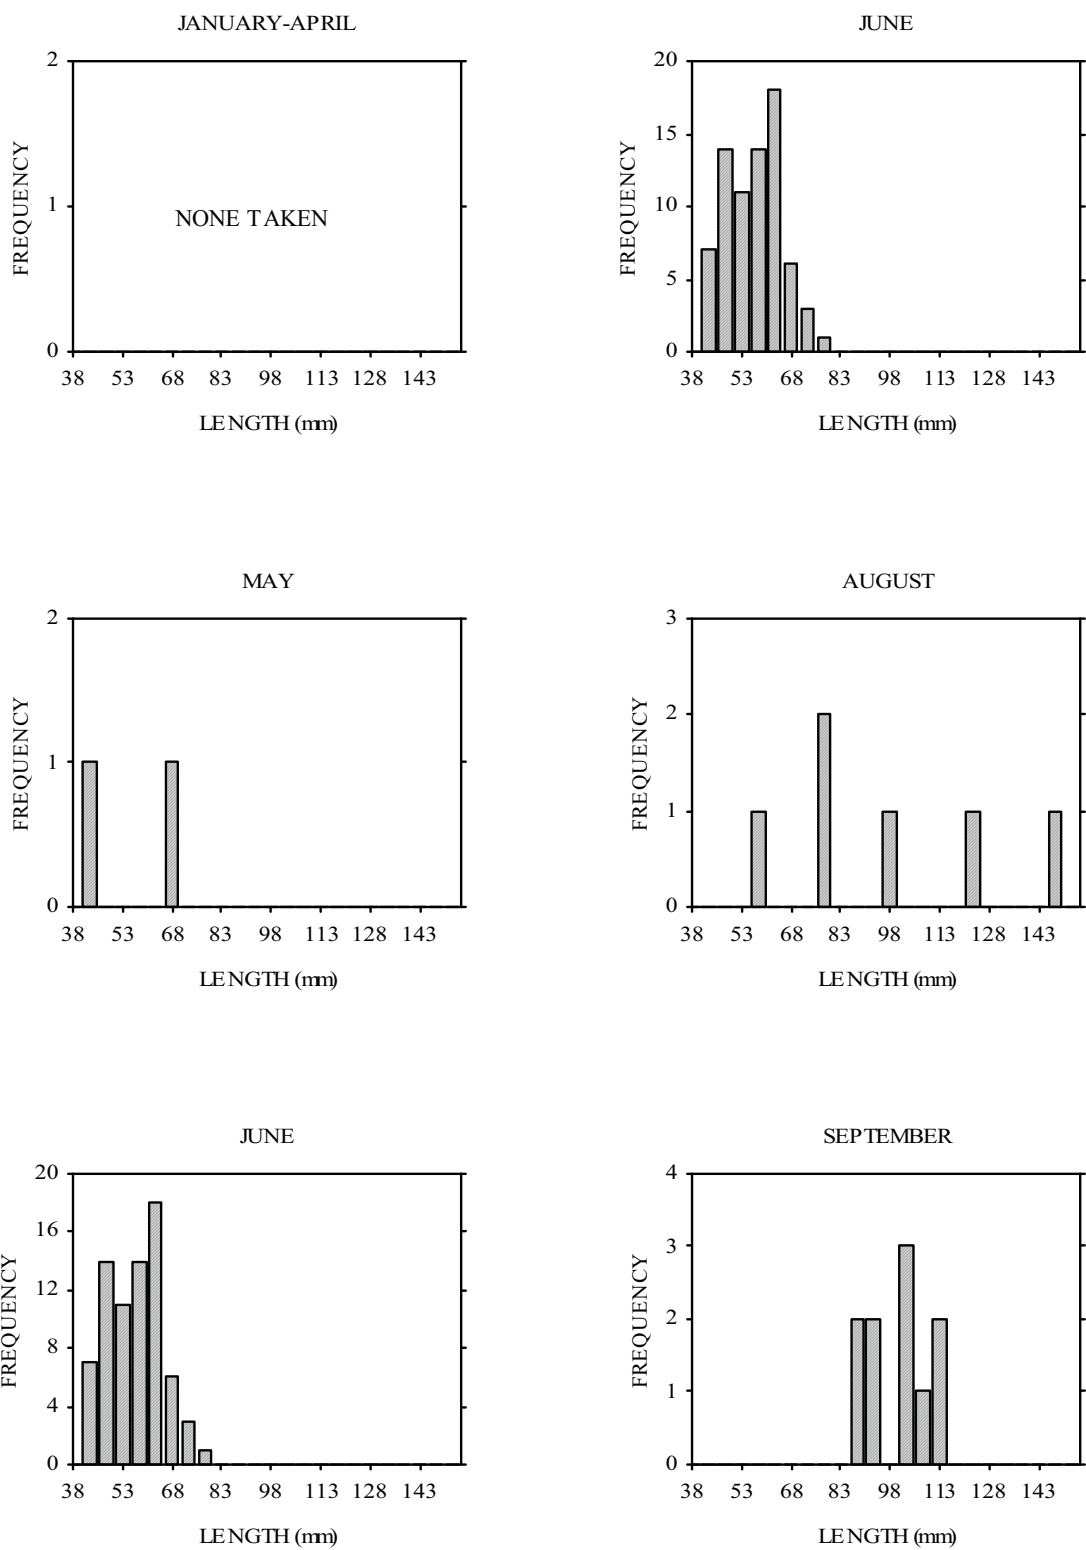 JANUARY-APRIL
2
1
0
FREQUENCY
NONE TAKEN
38 53 68 83 98 113 128 143
LENGTH (mm)
JUNE
20
15
10
5
0
FREQUENCY
38 53 68 83 98 113 128 143
LENGTH (mm)
MAY
2
1
0
FREQUENCY
38 53 68 83 98 113 128 143
LENGTH (mm)
AUGUST
3
2
1
0
FREQUENCY
38 53 68 83 98 113 128 143
LENGTH (mm)
JUNE
20
16
12
8
4
0
FREQUENCY
38 53 68 83 98 113 128 143
LENGTH (mm)
SEPTEMBER
4
3
2
1
0
FREQUENCY
38 53 68 83 98 113 128 143
LENGTH (mm)